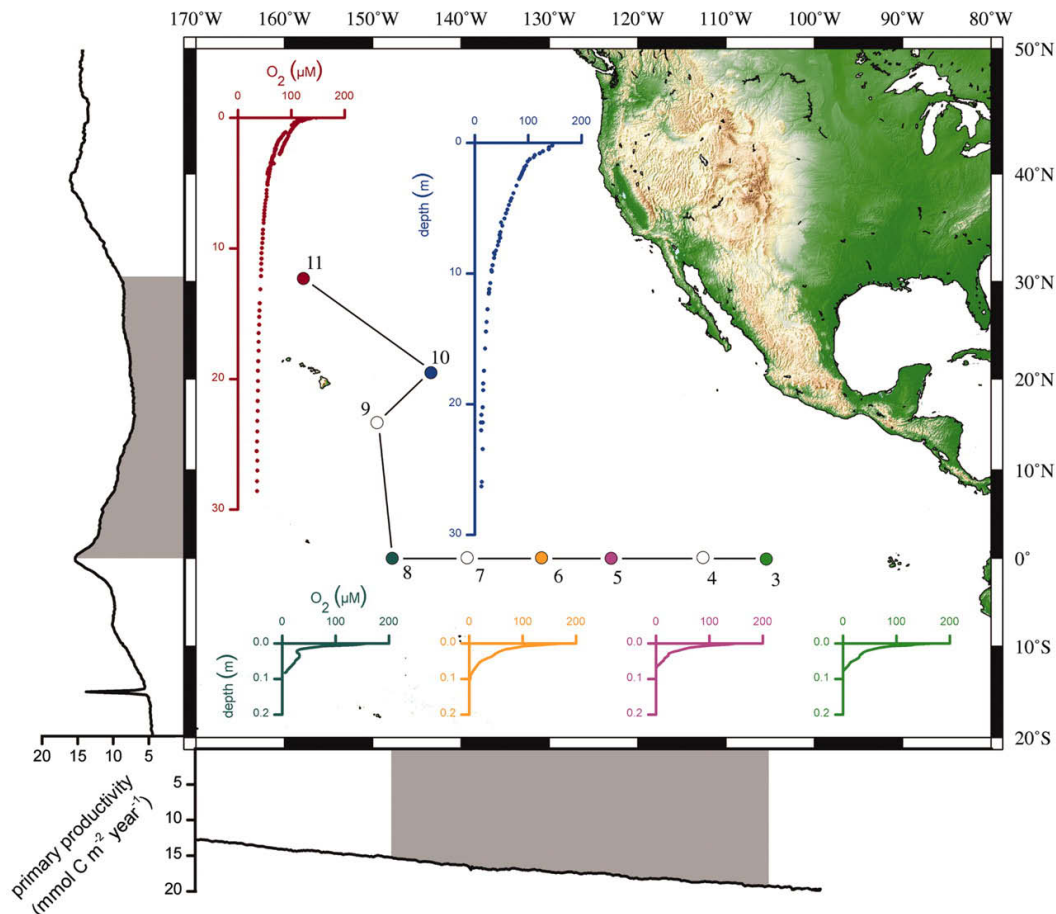 170°W 160°W 150°W 140°W 130°W 120°W 110°W 100°W 90°W 80°W
50°N
40°N
30°N
20°N
10°N
0°
10°S
20°S
O₂ (µM)
0 100 200
0
10
20
30
0 100 200
depth (m)
0
10
20
30
11
10
9
8 7 6 5 4 3
O₂ (µM)
0 100 200
depth (m)
0.0
0.1
0.2
0 100 200
0.0
0.1
0.2
0 100 200
0.0
0.1
0.2
0 100 200
0.0
0.1
0.2
20 15 10 5
primary productivity
(mmol C m⁻² year⁻¹)
5
10
15
20